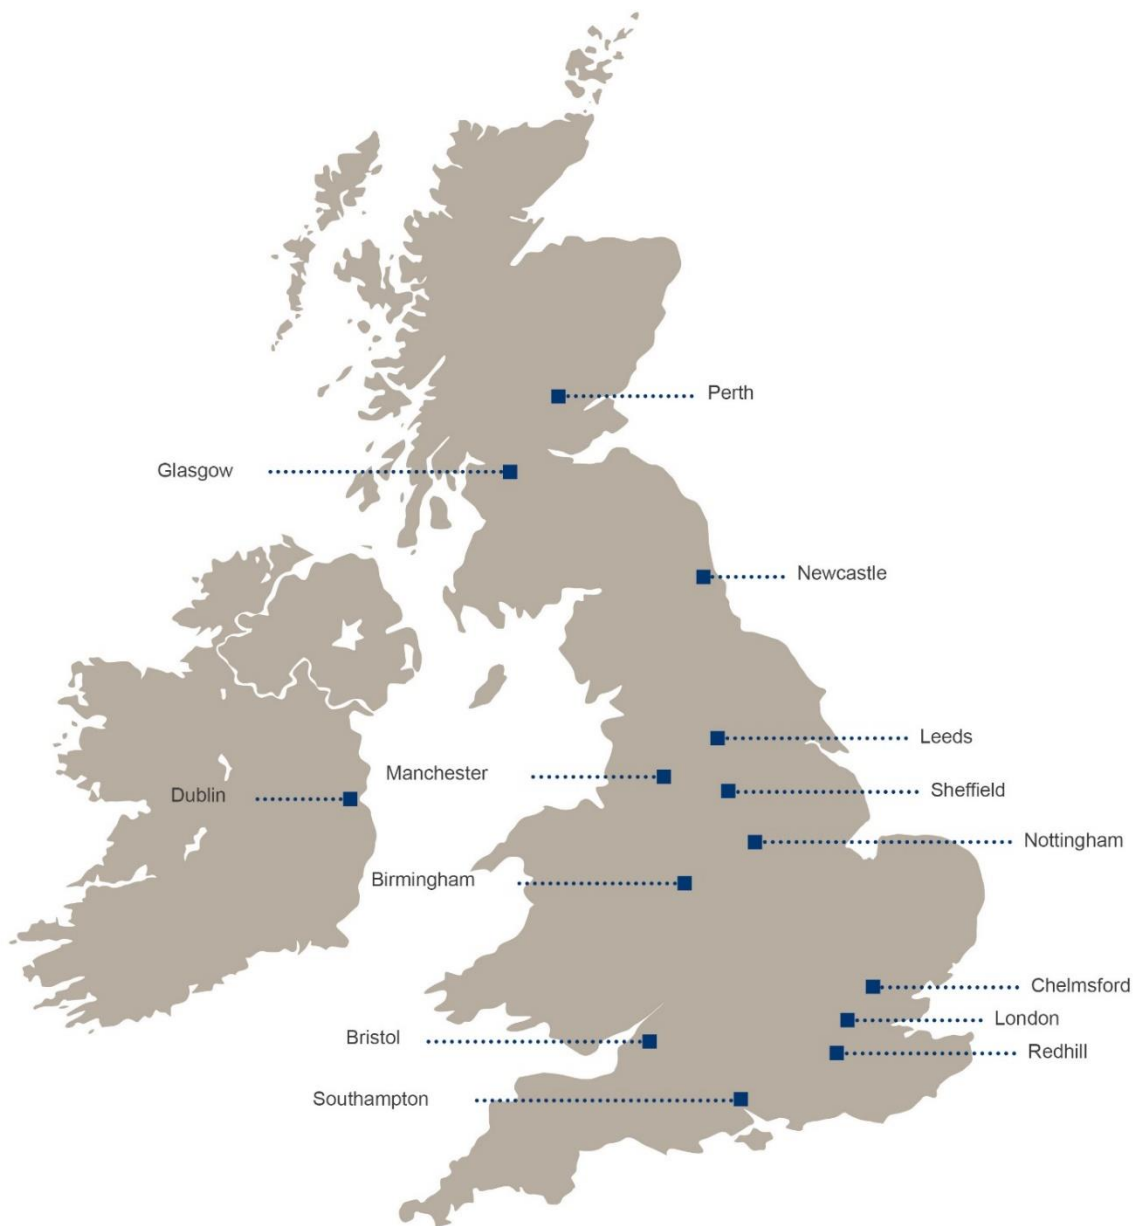 Perth
Glasgow
Newcastle
Leeds
Manchester
Sheffield
Dublin
Nottingham
Birmingham
Chelmsford
London
Bristol
Redhill
Southampton